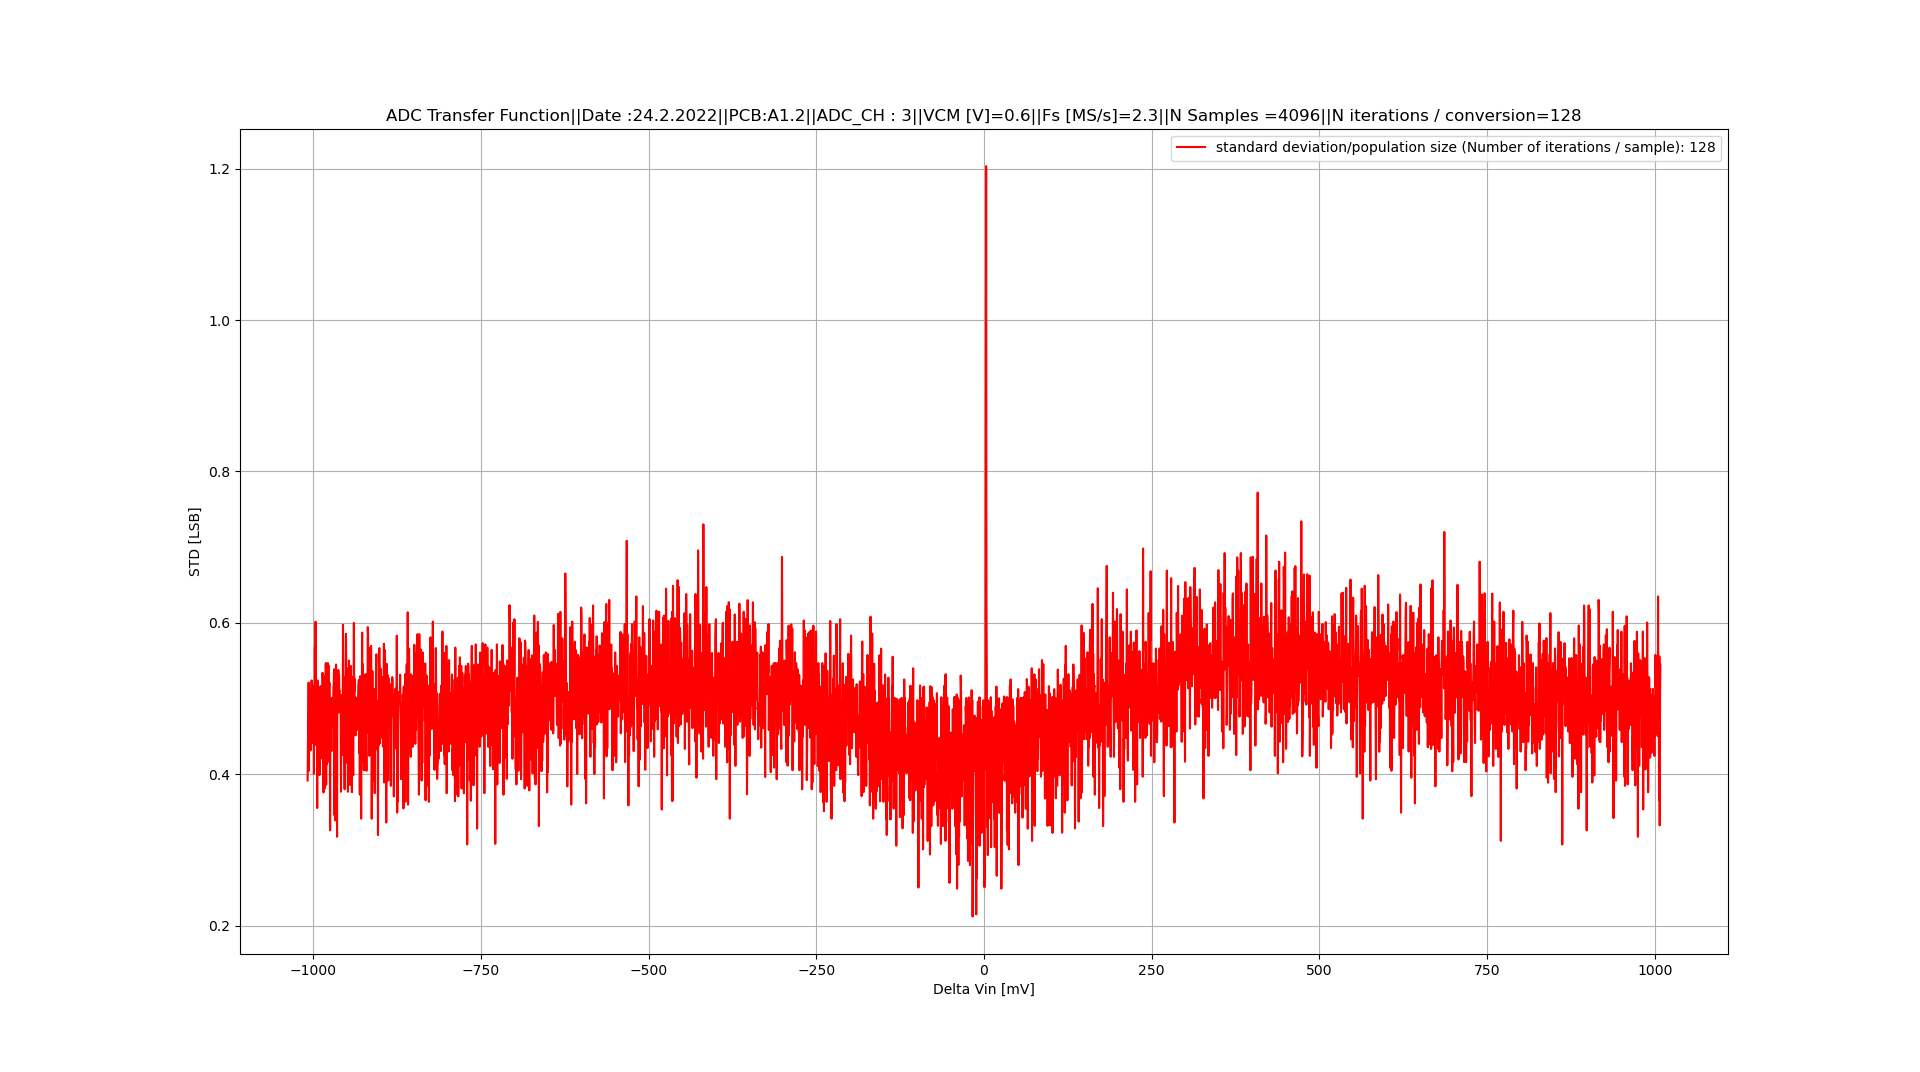 ADC Transfer Function||Date :24.2.2022||PCB:A1.2||ADC_CH : 3||VCM [V]=0.6||Fs [MS/s]=2.3||N Samples =4096||N iterations / conversion=128
standard deviation/population size (Number of iterations / sample): 128
1.2
1.0
0.8
0.6
0.4
0.2
STD [LSB]
−1000 −750 −500 −250 0 250 500 750 1000
Delta Vin [mV]